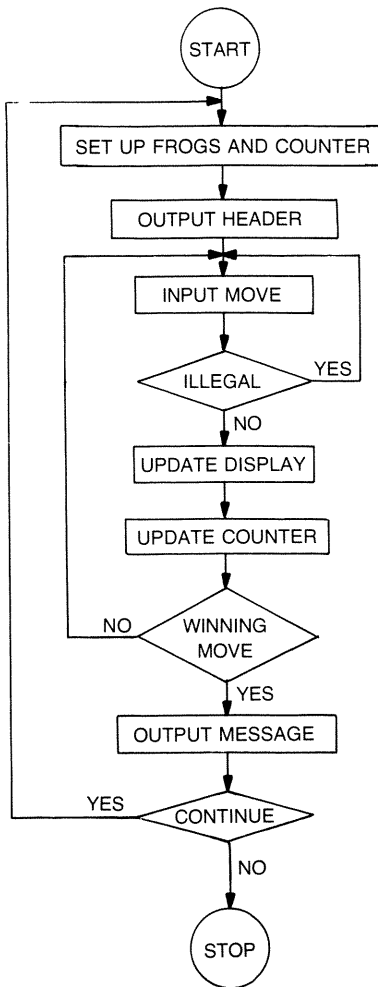 START
SET UP FROGS AND COUNTER
OUTPUT HEADER
INPUT MOVE
ILLEGAL
YES
NO
UPDATE DISPLAY
UPDATE COUNTER
NO
WINNING
MOVE
YES
OUTPUT MESSAGE
YES
CONTINUE
NO
STOP